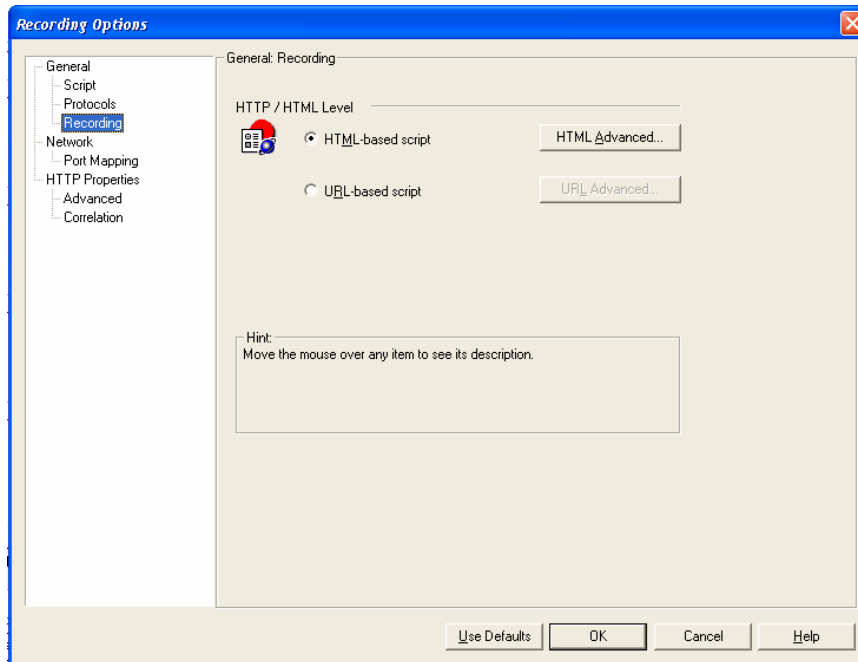 Recording Options
General
Script
Protocols
Recording
Network
Port Mapping
HTTP Properties
Advanced
Correlation
General: Recording
HTTP / HTML Level
HTML-based script
HTML Advanced...
URL-based script
URL Advanced...
Hint:
Move the mouse over any item to see its description.
Use Defaults
OK
Cancel
Help